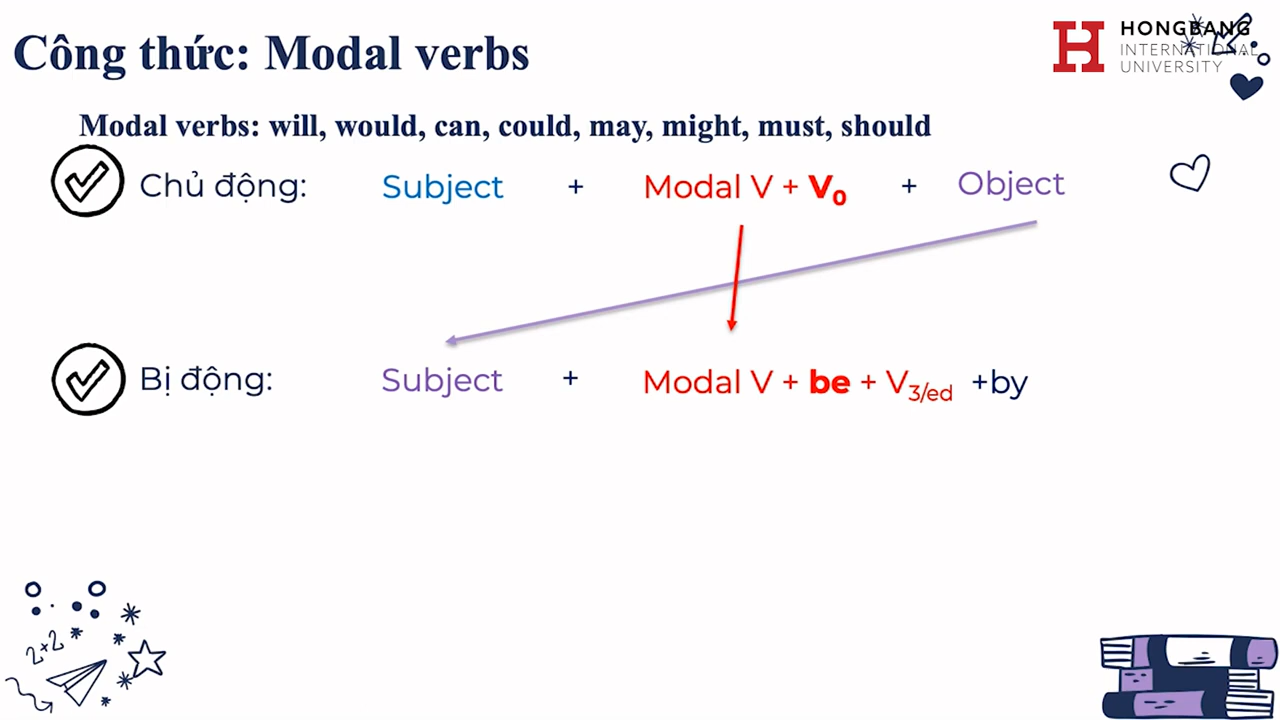 Công thức: Modal verbs
HONGBANG
INTERNATIONAL
UNIVERSITY
Modal verbs: will, would, can, could, may, might, must, should
Chủ động: Subject + Modal V + V0 + Object
Bị động: Subject + Modal V + be + V3/ed +by
2+2